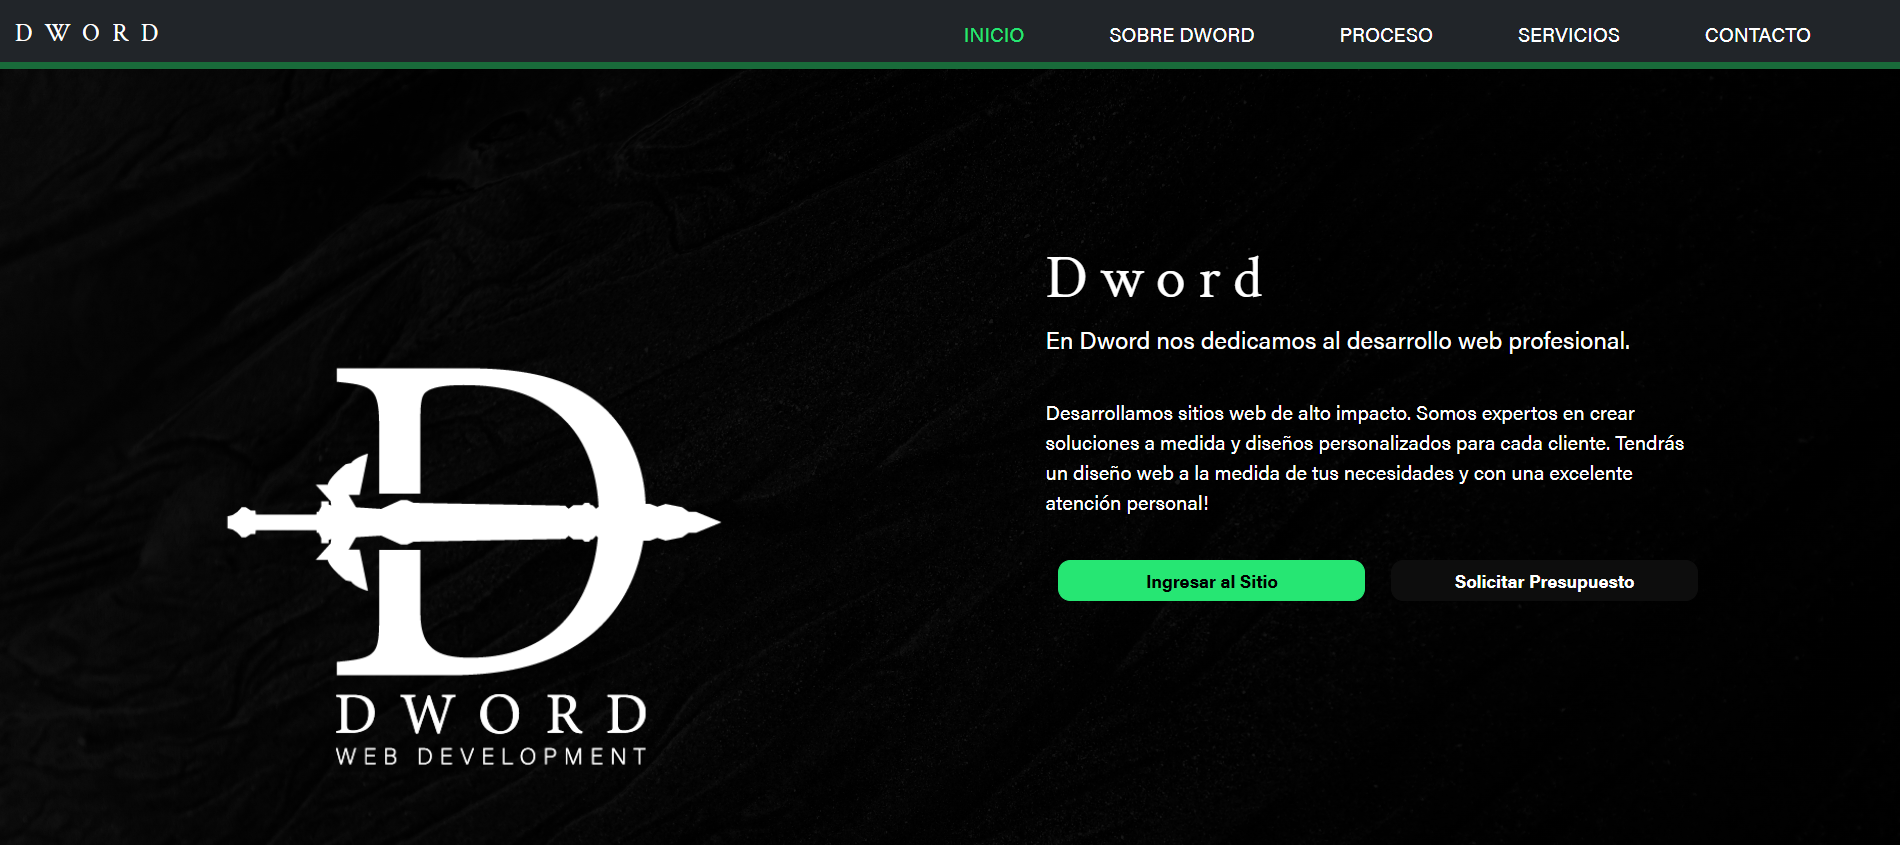 DWORD
INICIO SOBRE DWORD PROCESO SERVICIOS CONTACTO
Dword
En Dword nos dedicamos al desarrollo web profesional.
Desarrollamos sitios web de alto impacto. Somos expertos en crear
soluciones a medida y diseños personalizados para cada cliente. Tendrás
un diseño web a la medida de tus necesidades y con una excelente
atención personal!
Ingresar al Sitio
Solicitar Presupuesto
D
DWORD
WEB DEVELOPMENT